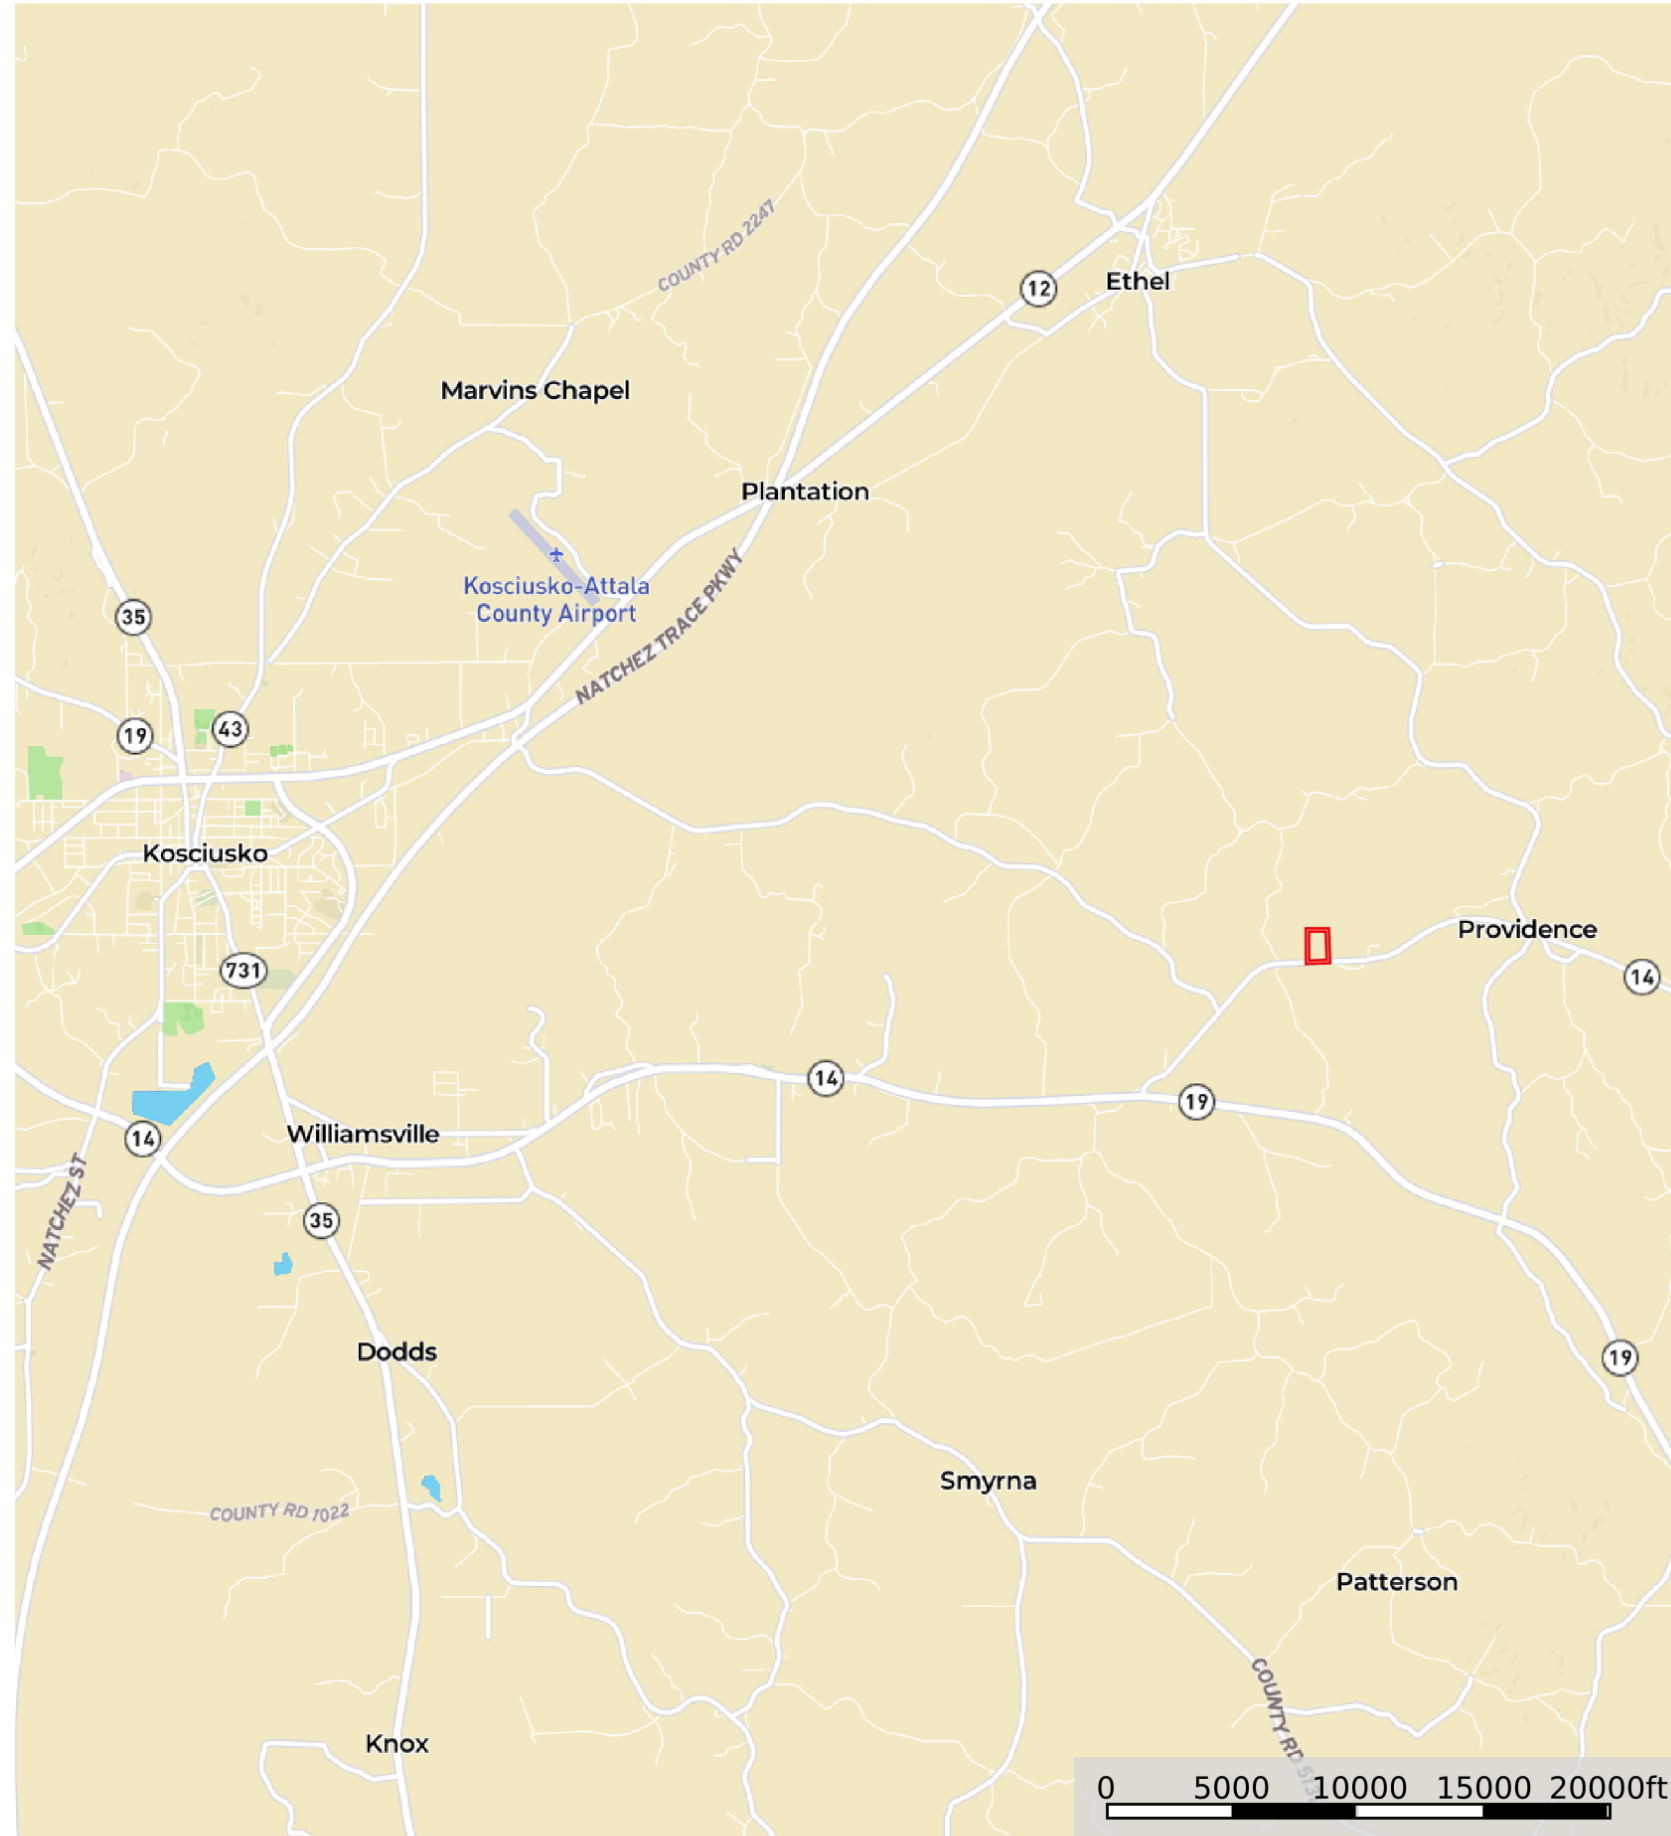 COUNTY RD 2247
12
Ethel
Marvins Chapel
Plantation
Kosciusko-Attala
County Airport
NATCHEZ TRACE PKWY
35
19
43
Kosciusko
Providence
731
14
14
19
14
Williamsville
NATCHEZ ST
35
Dodds
19
Smyrna
COUNTY RD 1022
Patterson
COUNTY RD
Knox
0 5000 10000 15000 20000ft